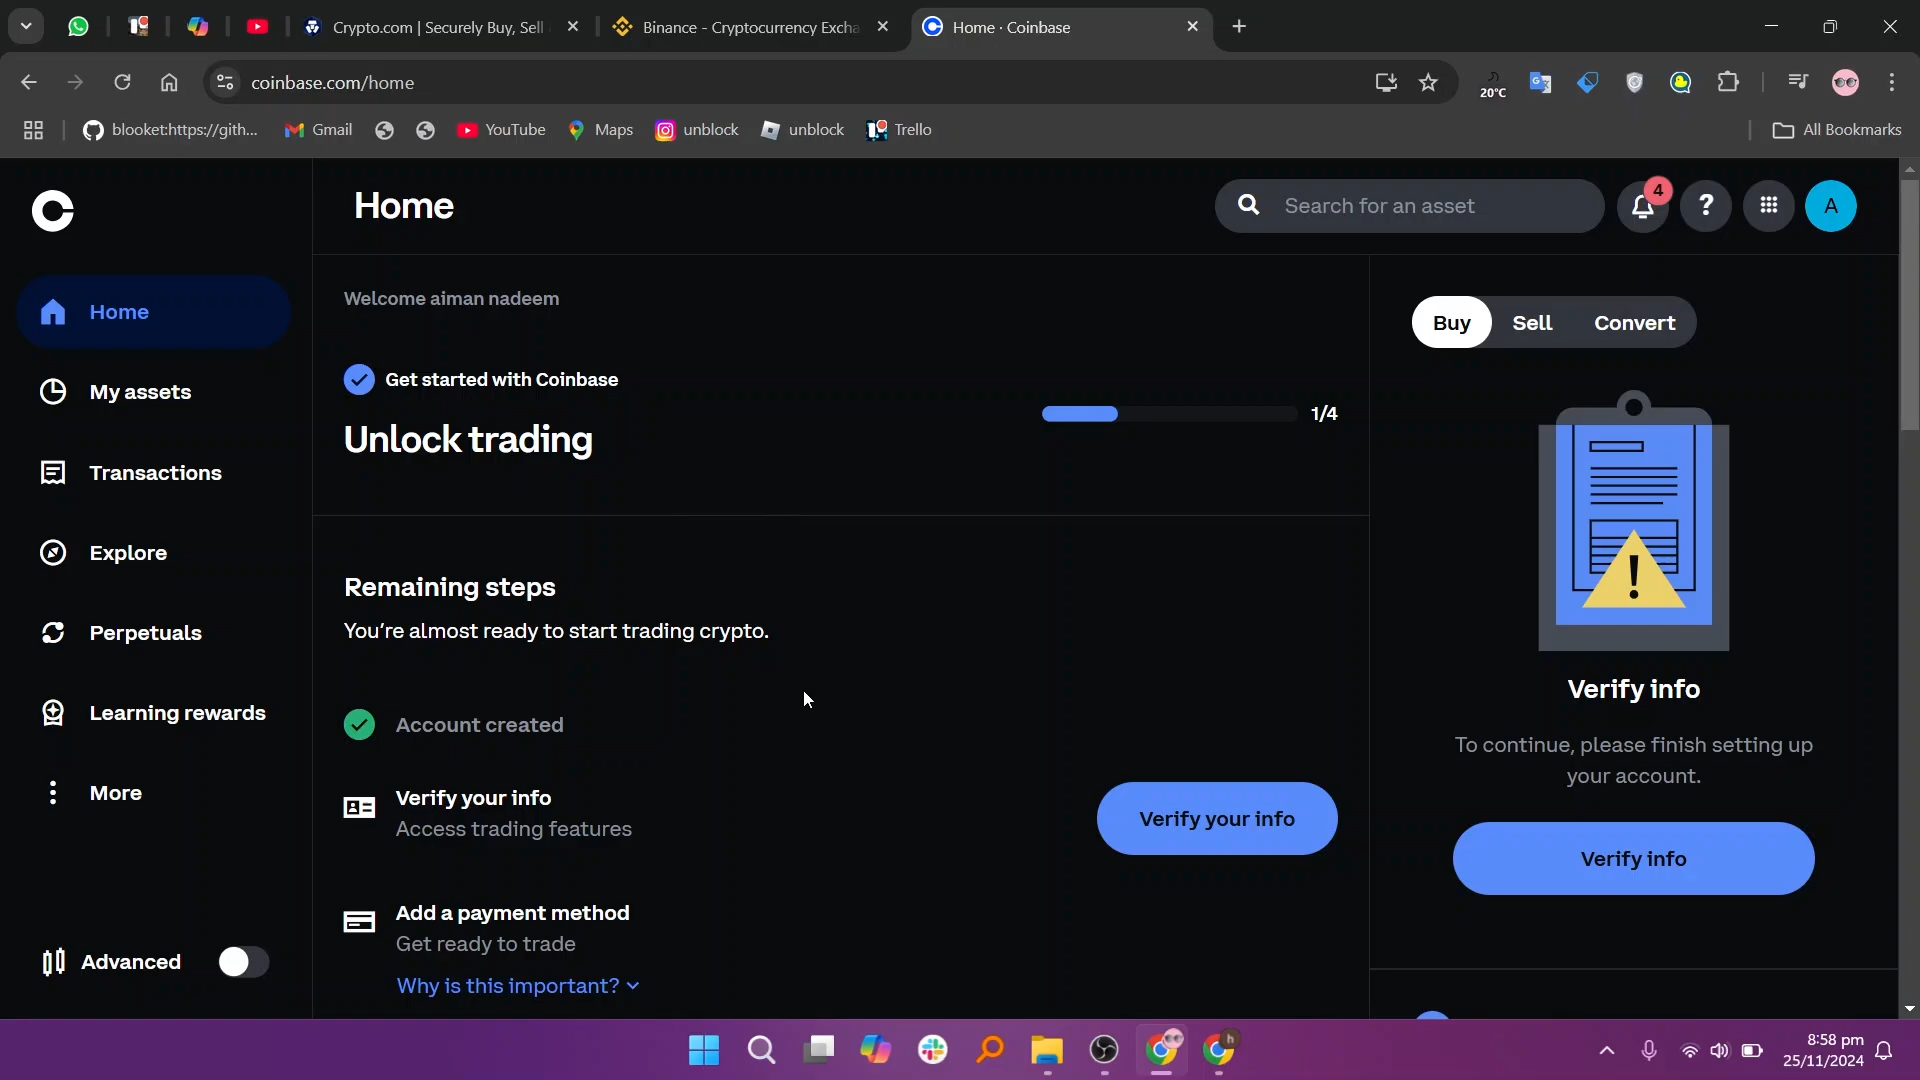 Crypto.com | Securely Buy, Sell
Binance - Cryptocurrency Excha
Home · Coinbase
coinbase.com/home
20°C
blooket:https://gith...
Gmail
YouTube
Maps
unblock
unblock
Trello
All Bookmarks
Home
Search for an asset
4
?
A
Home
My assets
Transactions
Explore
Perpetuals
Learning rewards
More
Advanced
Welcome aiman nadeem
Get started with Coinbase
Unlock trading
1/4
Remaining steps
You're almost ready to start trading crypto.
Account created
Verify your info
Access trading features
Verify your info
Add a payment method
Get ready to trade
Why is this important?
Buy
Sell
Convert
Verify info
To continue, please finish setting up
your account.
Verify info
h
8:58 pm
25/11/2024